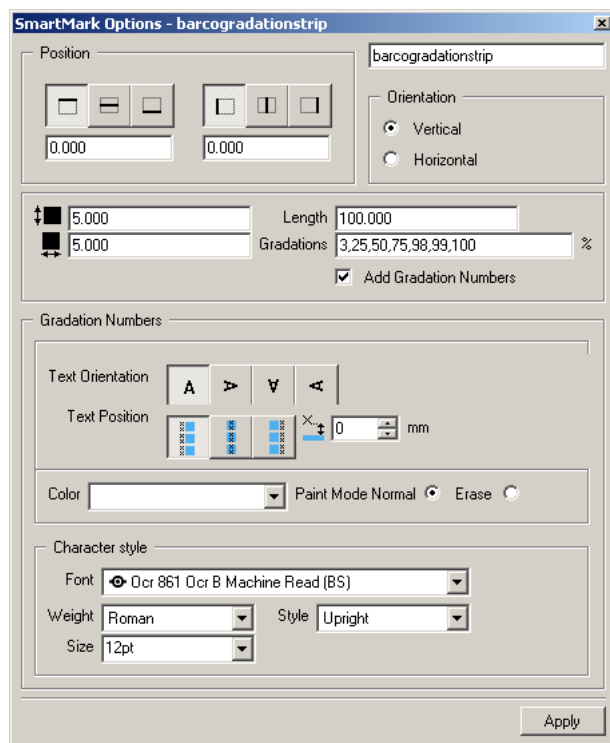 SmartMark Options - barcogradationstrip
Position
barcogradationstrip
Orientation
Vertical
Horizontal
0.000 0.000
5.000 Length 100.000
5.000 Gradations 3,25,50,75,98,99,100 %
Add Gradation Numbers
Gradation Numbers
Text Orientation A A A A
Text Position X 0 mm
Color Paint Mode Normal Erase
Character style
Font Ocr 861 Ocr B Machine Read (BS)
Weight Roman Style Upright
Size 12pt
Apply